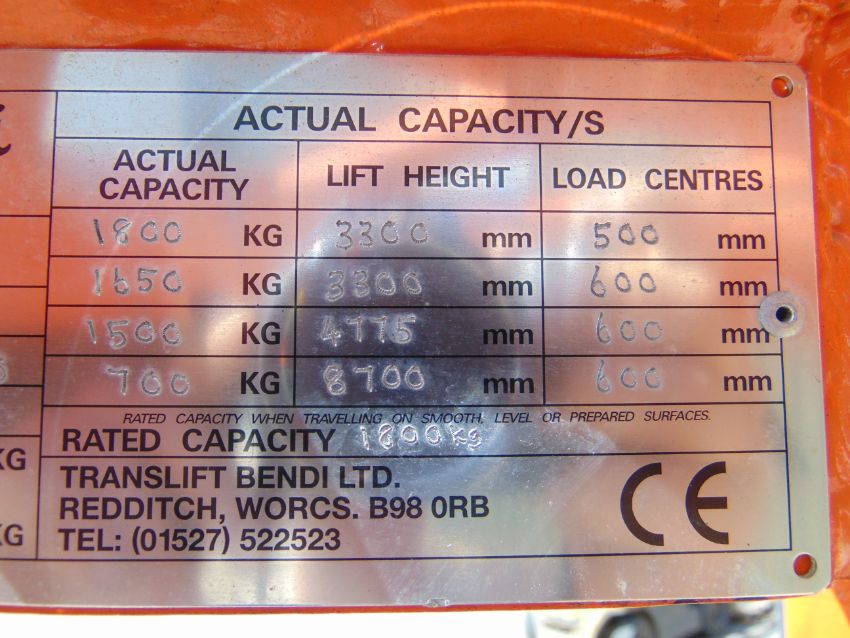 ACTUAL CAPACITY/S
ACTUAL CAPACITY LIFT HEIGHT LOAD CENTRES
1800 KG 3300 mm 500 mm
1650 KG 3300 mm 600 mm
1500 KG 4775 mm 600 mm
700 KG 8700 mm 600 mm
RATED CAPACITY WHEN TRAVELLING ON SMOOTH, LEVEL OR PREPARED SURFACES.
RATED CAPACITY 1800kg
KG TRANSLIFT BENDI LTD.
REDDITCH, WORCS. B98 0RB
KG TEL: (01527) 522523
CE